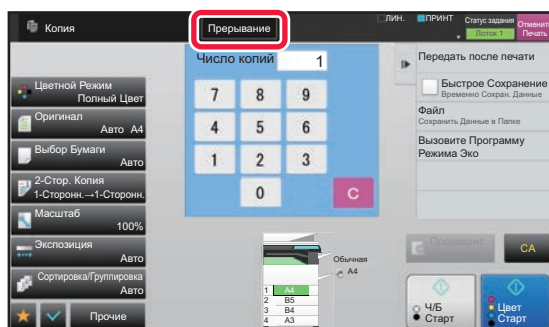 Копия
Прерывание
ЛИН.
ПРИНТ
Статус задания
Лоток 1
Отменит
Печать
Число копий 1
7 8 9
4 5 6
1 2 3
0 C
Цветной Режим
Полный Цвет
Оригинал
Авто A4
Выбор Бумаги
Авто
2-Стор. Копия
1-Сторонн.→1-Сторонн.
Масштаб
100%
Экспозиция
Авто
Сортировка/Группировка
Авто
Прочие
Обычная
A4
1 A4
2 B5
3 B4
4 A3
Передать после печати
Быстрое Сохранение
Временно Сохран. Данные
Файл
Сохранить Данные в Папке
Вызовите Программу
Режима Эко
Предварит.
CA
Ч/Б
Старт
Цвет
Старт